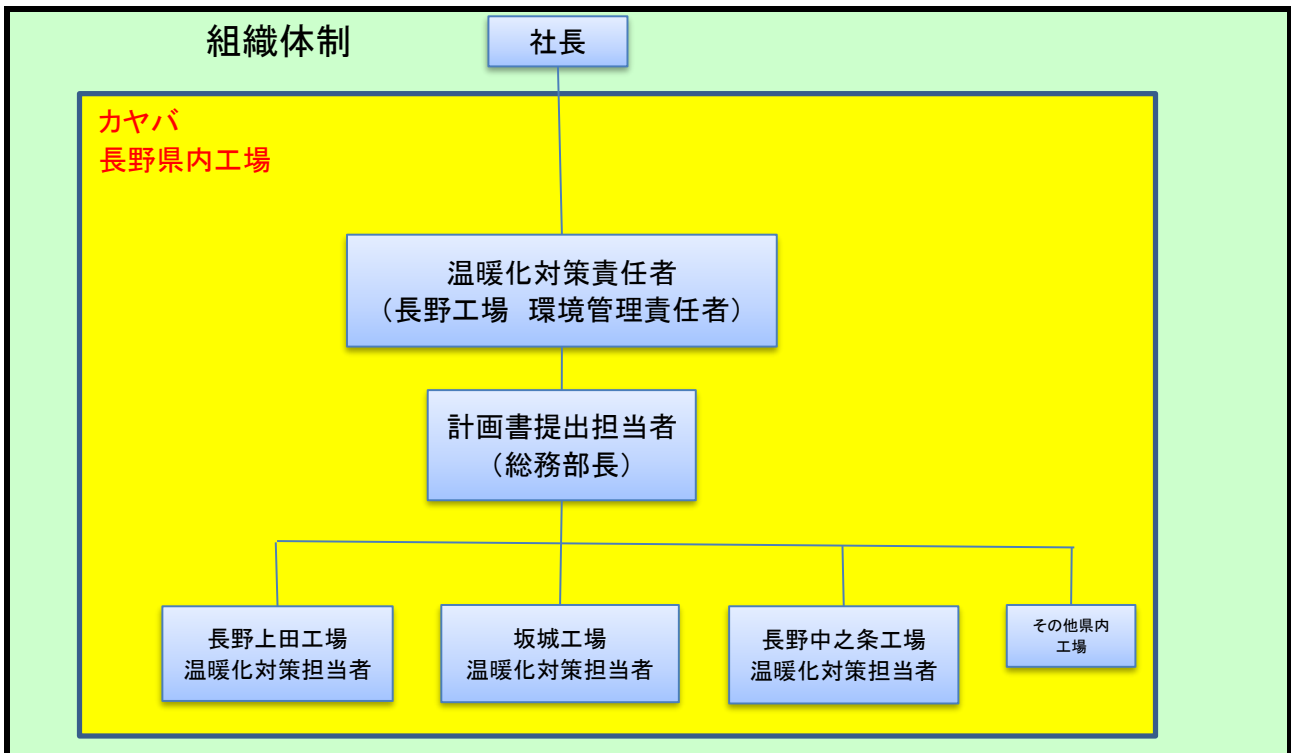 組織体制
社長
カヤバ
長野県内工場
温暖化対策責任者
（長野工場　環境管理責任者）
計画書提出担当者
（総務部長）
長野上田工場
温暖化対策担当者
坂城工場
温暖化対策担当者
長野中之条工場
温暖化対策担当者
その他県内
工場